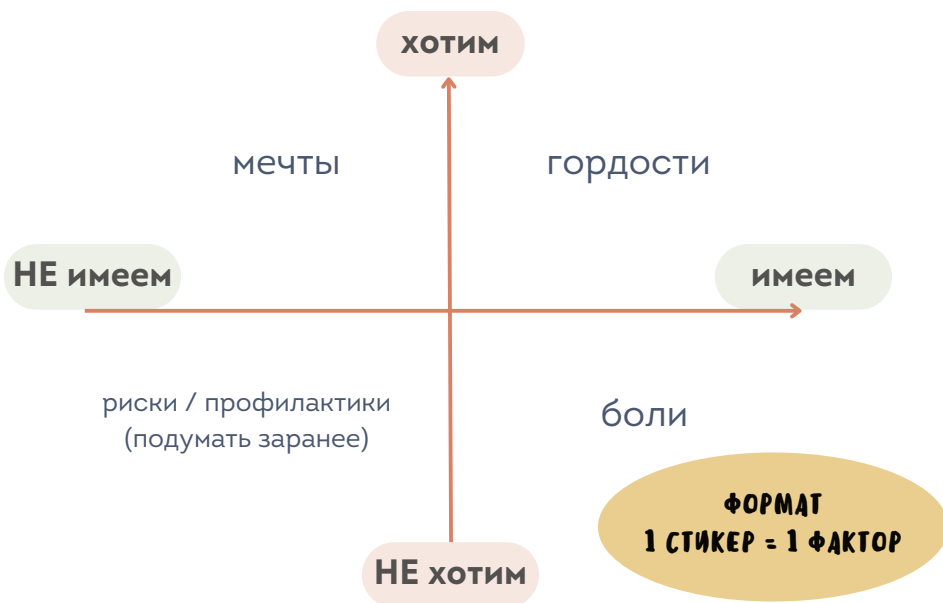 хотим
мечты
гордости
НЕ имеем
имеем
риски / профилактики
(подумать заранее)
боли
ФОРМАТ
1 СТИКЕР = 1 ФАКТОР
НЕ хотим